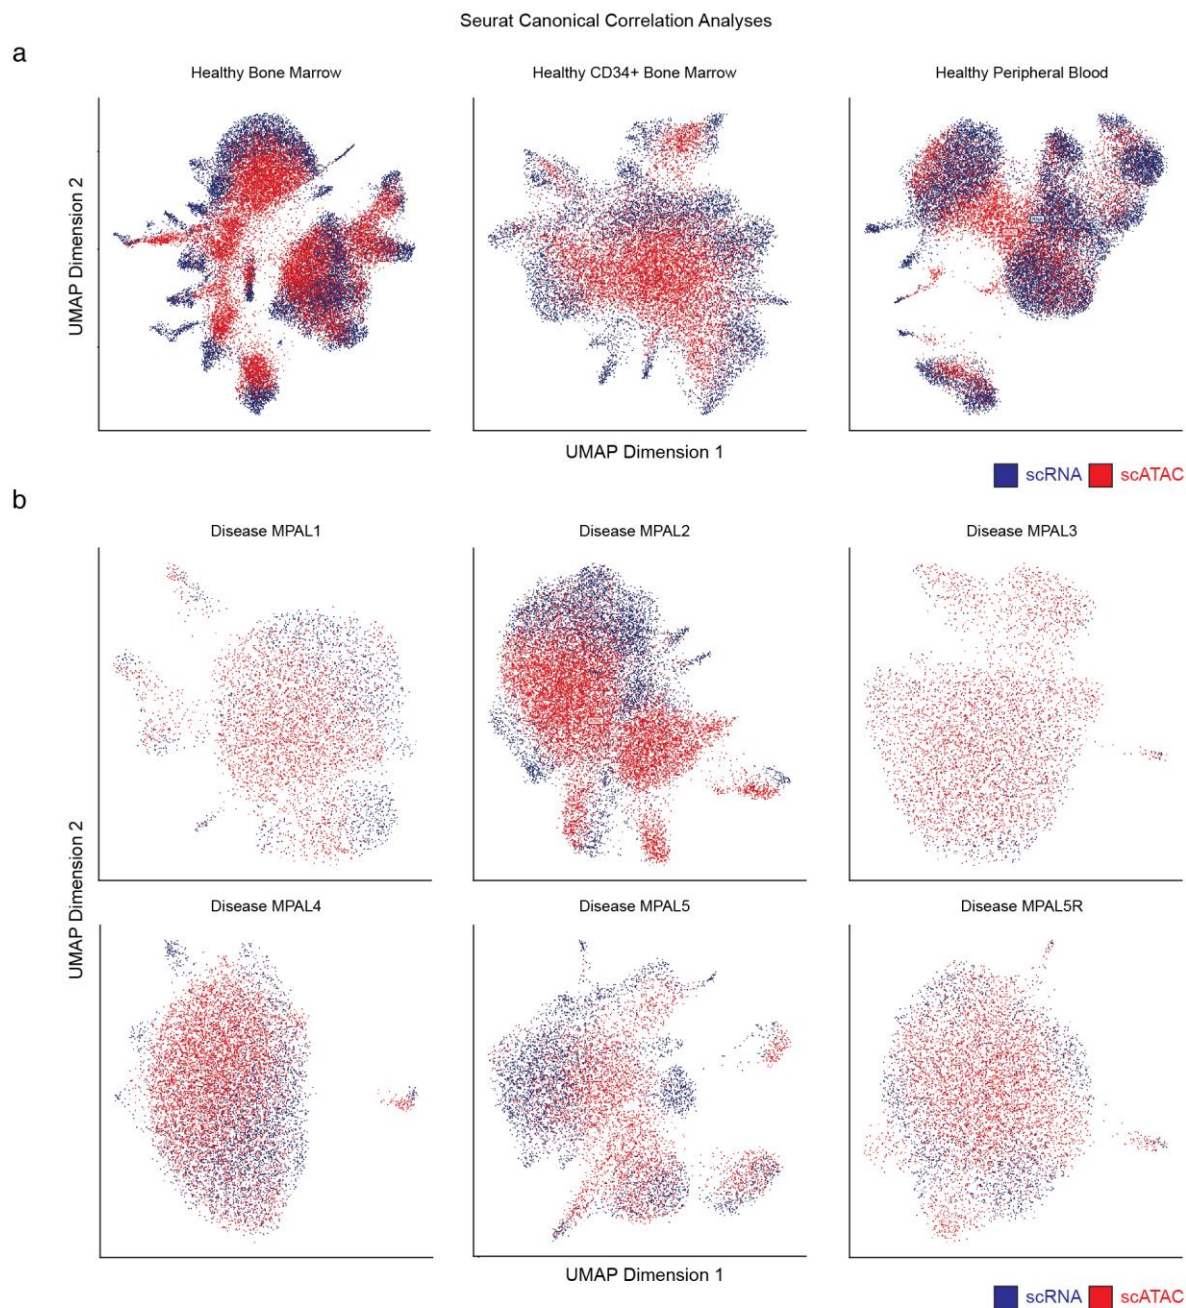 Seurat Canonical Correlation Analyses
a
Healthy Bone Marrow
Healthy CD34+ Bone Marrow
Healthy Peripheral Blood
UMAP Dimension 2
UMAP Dimension 1
scRNA scATAC
b
Disease MPAL1
Disease MPAL2
Disease MPAL3
UMAP Dimension 2
Disease MPAL4
Disease MPAL5
Disease MPAL5R
UMAP Dimension 1
scRNA scATAC